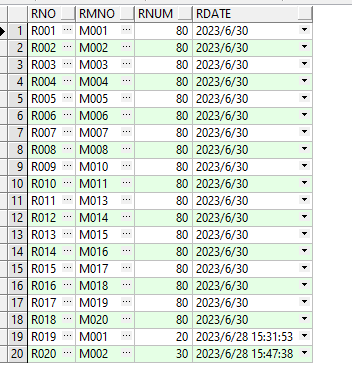 RNO RMNO RNUM RDATE
1 R001 ... M001 ... 80 2023/6/30
2 R002 ... M002 ... 80 2023/6/30
3 R003 ... M003 ... 80 2023/6/30
4 R004 ... M004 ... 80 2023/6/30
5 R005 ... M005 ... 80 2023/6/30
6 R006 ... M006 ... 80 2023/6/30
7 R007 ... M007 ... 80 2023/6/30
8 R008 ... M008 ... 80 2023/6/30
9 R009 ... M010 ... 80 2023/6/30
10 R010 ... M011 ... 80 2023/6/30
11 R011 ... M013 ... 80 2023/6/30
12 R012 ... M014 ... 80 2023/6/30
13 R013 ... M015 ... 80 2023/6/30
14 R014 ... M016 ... 80 2023/6/30
15 R015 ... M017 ... 80 2023/6/30
16 R016 ... M018 ... 80 2023/6/30
17 R017 ... M019 ... 80 2023/6/30
18 R018 ... M020 ... 80 2023/6/30
19 R019 ... M001 ... 20 2023/6/28 15:31:53
20 R020 ... M002 ... 30 2023/6/28 15:47:38